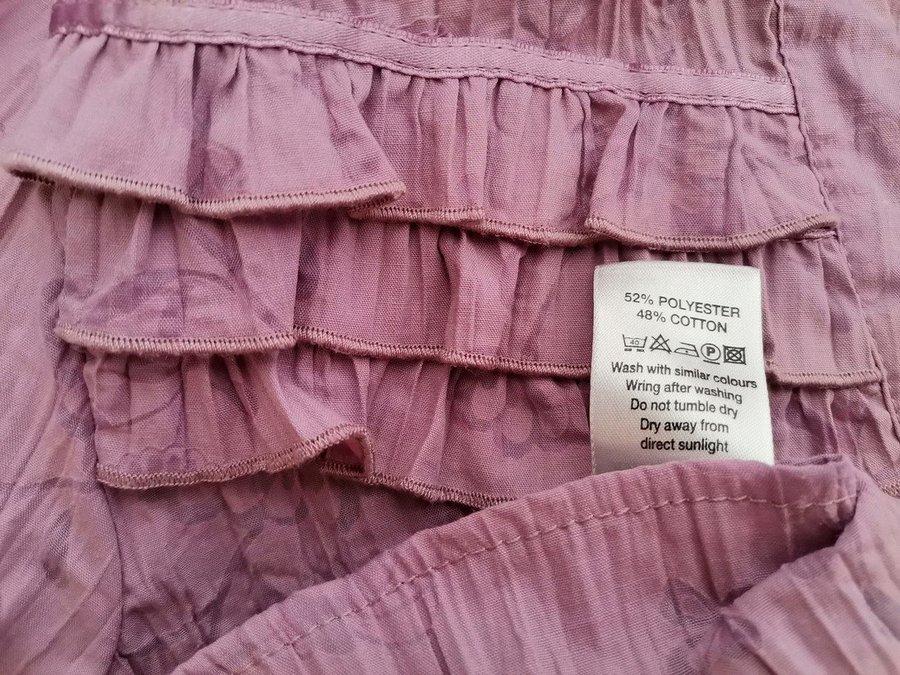 52% POLYESTER
48% COTTON
40 P
Wash with similar colours
Wring after washing
Do not tumble dry
Dry away from
direct sunlight